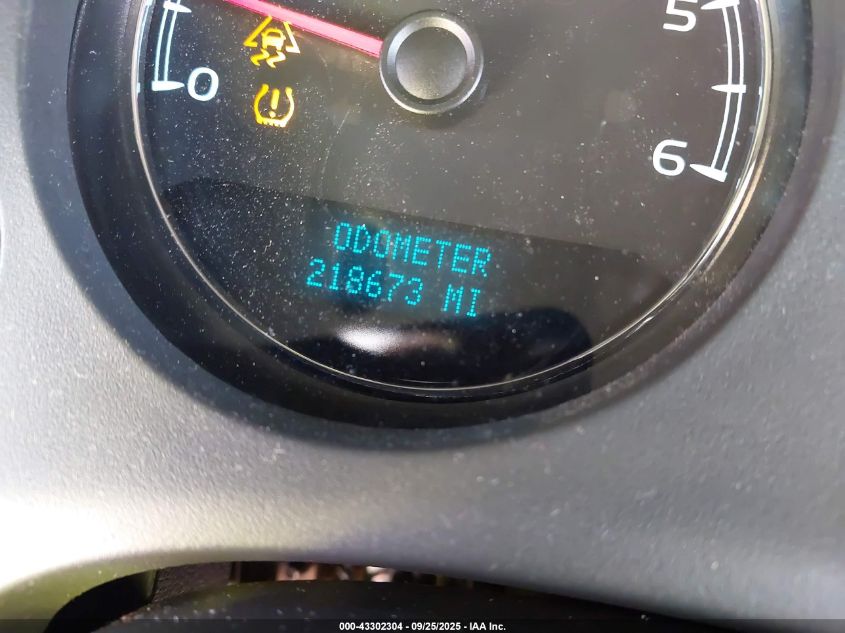 5
0
6
ODOMETER
218673 MI
000-43302304 - 09/25/2025 - IAA Inc.